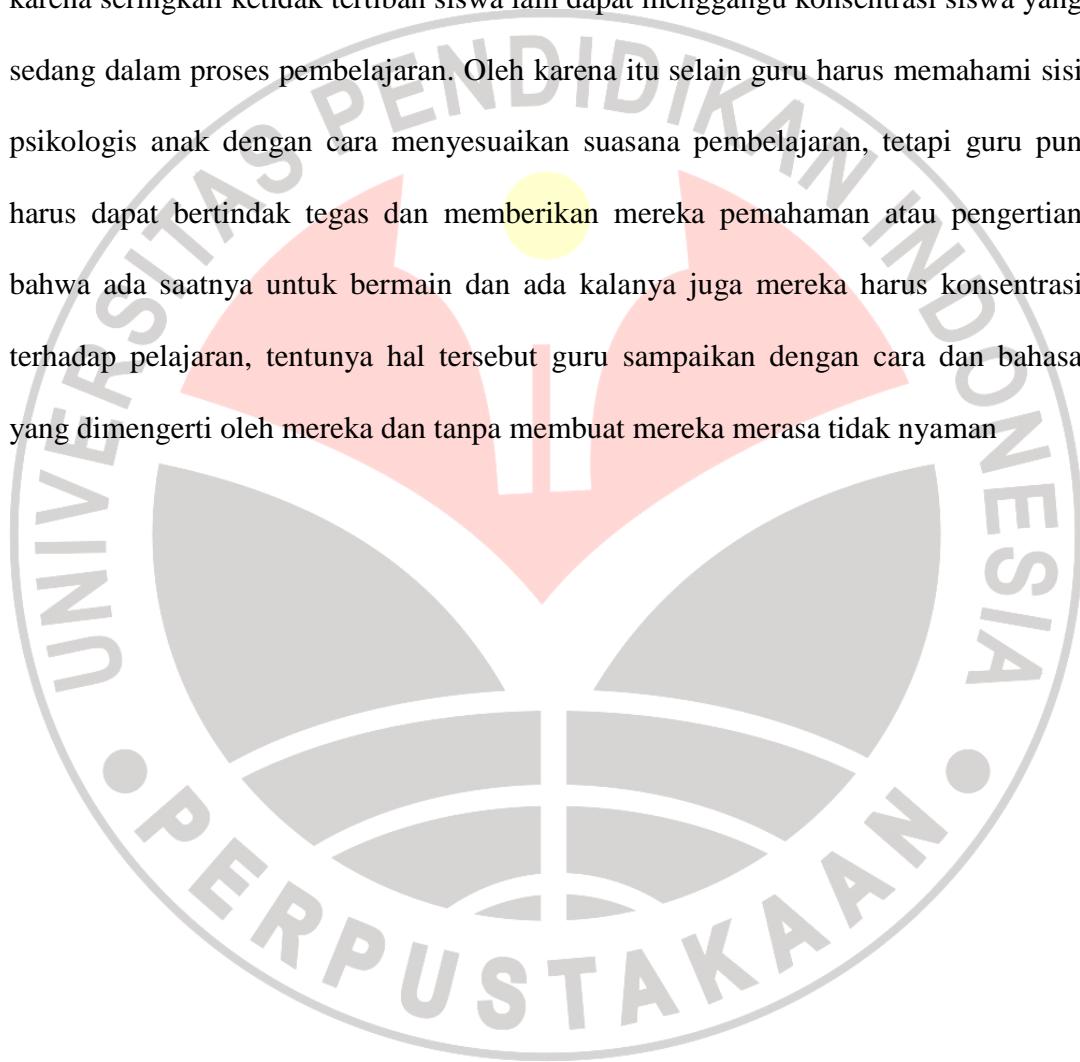 karena seringkali ketidak tertiban siswa lain dapat menggangu konsentrasi siswa yang
sedang dalam proses pembelajaran. Oleh karena itu selain guru harus memahami sisi
psikologis anak dengan cara menyesuaikan suasana pembelajaran, tetapi guru pun
harus dapat bertindak tegas dan memberikan mereka pemahaman atau pengertian
bahwa ada saatnya untuk bermain dan ada kalanya juga mereka harus konsentrasi
terhadap pelajaran, tentunya hal tersebut guru sampaikan dengan cara dan bahasa
yang dimengerti oleh mereka dan tanpa membuat mereka merasa tidak nyaman
UNIVERSITAS PENDIDIKAN INDONESIA
PERPUSTAKAAN